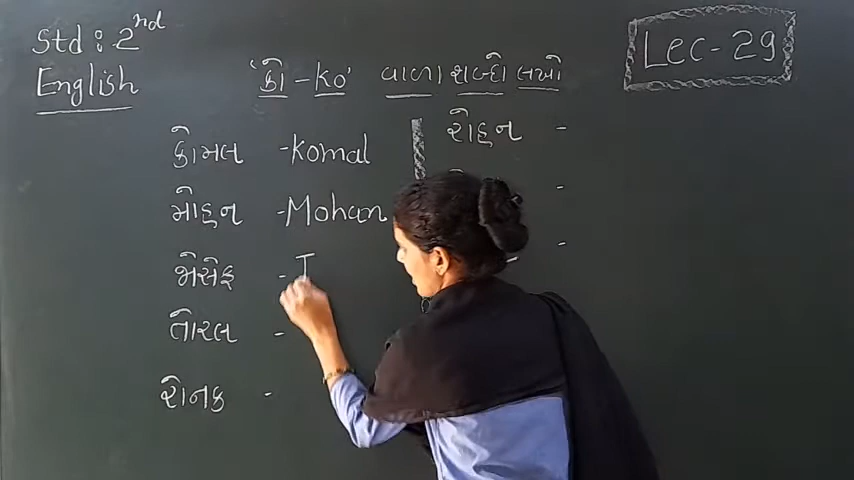 Std : 2nd
English
Lec-29
'કો-ko' વાળા શબ્દો લખો
કોમલ -komal
મોહન -Mohan
જોસેફ - J
તોરલ -
રોનક -
રોહન -
-
-